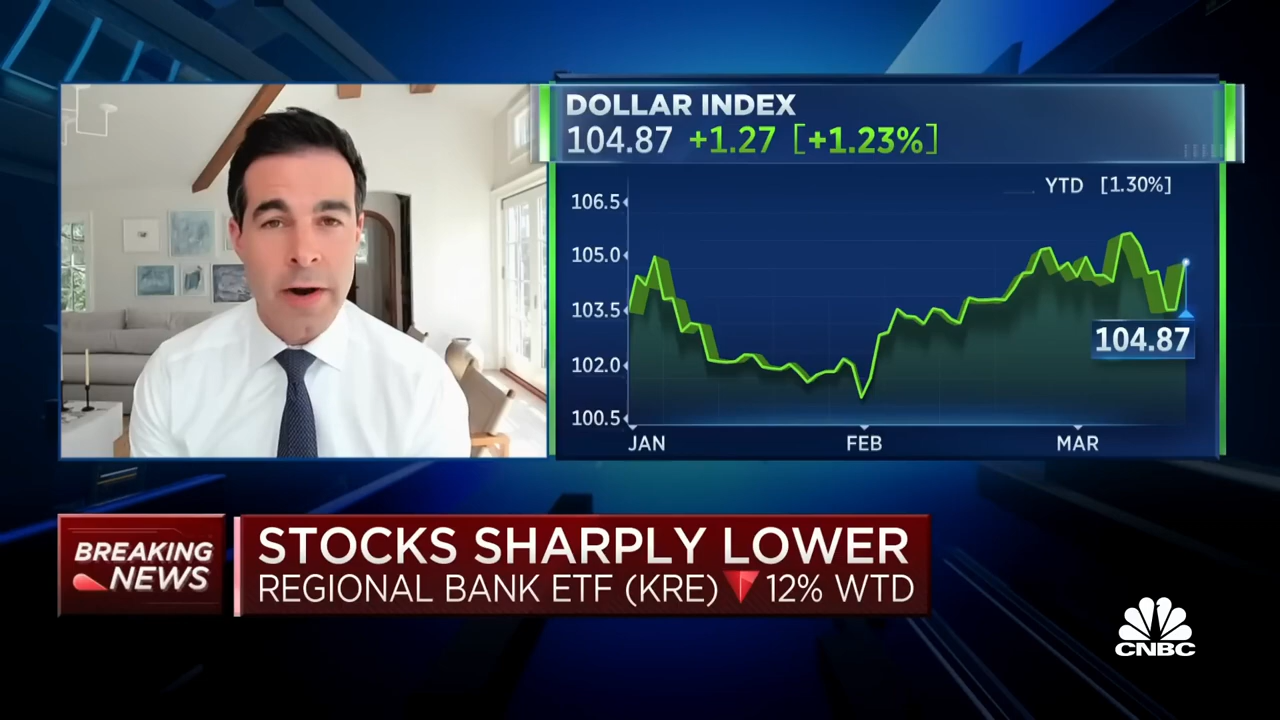 DOLLAR INDEX
104.87 +1.27 [+1.23%]
YTD [1.30%]
106.5
105.0
103.5
102.0
100.5
104.87
JAN FEB MAR
BREAKING
NEWS
STOCKS SHARPLY LOWER
REGIONAL BANK ETF (KRE) 12% WTD
CNBC